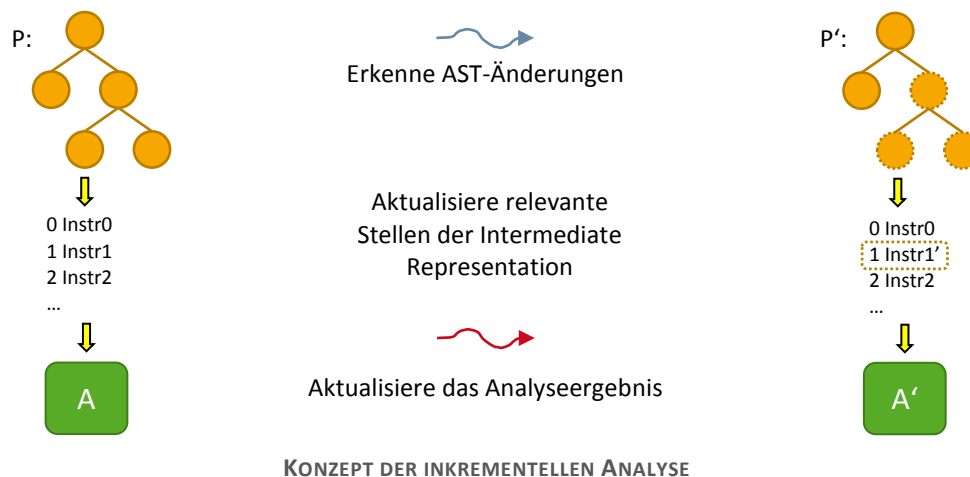 P:
Erkenne AST-Änderungen
P‘:
0 Instr0
1 Instr1
2 Instr2
…
Aktualisiere relevante
Stellen der Intermediate
Representation
0 Instr0
1 Instr1’
2 Instr2
…
A
Aktualisiere das Analyseergebnis
A‘
KONZEPT DER INKREMENTELLEN ANALYSE